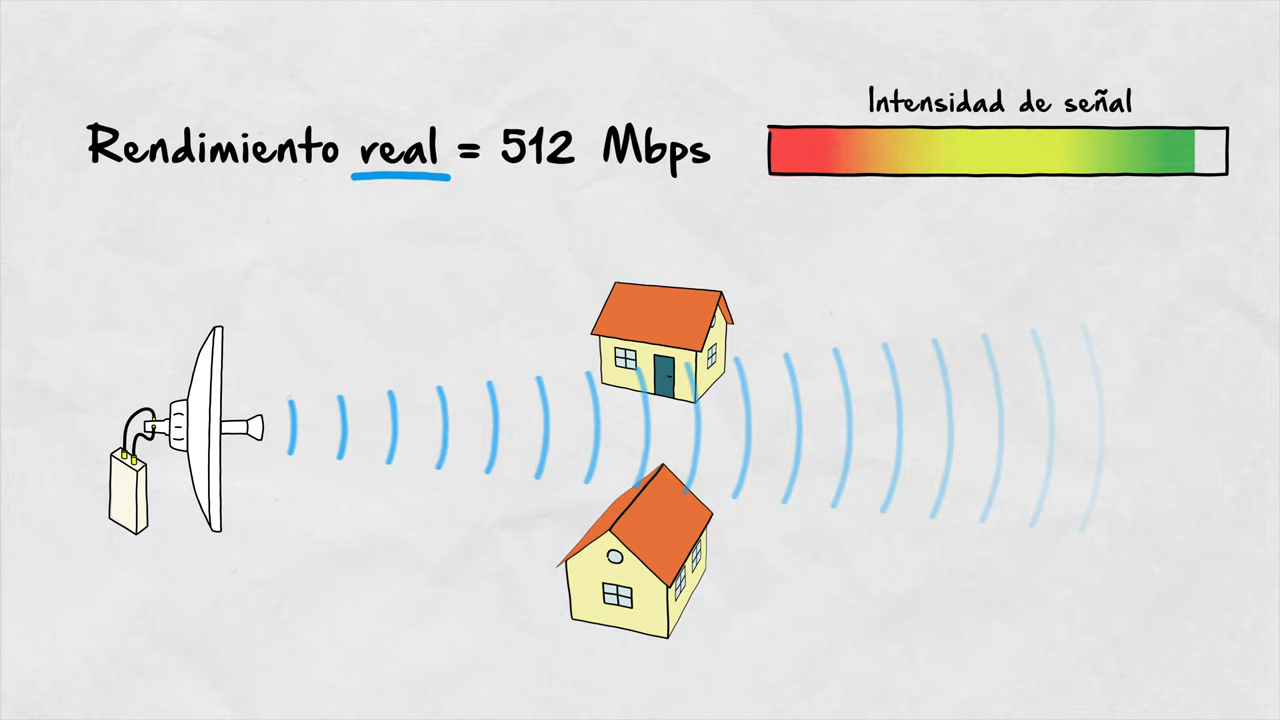 Intensidad de señal
Rendimiento real = 512 Mbps